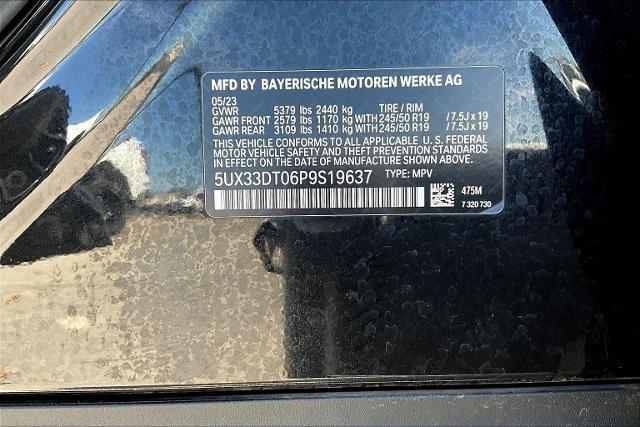 MFD BY BAYERISCHE MOTOREN WERKE AG
05/23
GVWR 5379 lbs 2440 kg TIRE / RIM
GAWR FRONT 2579 lbs 1170 kg WITH 245/50 R19 / 7.5J x 19
GAWR REAR 3109 lbs 1410 kg WITH 245/50 R19 / 7.5J x 19
THIS VEHICLE CONFORMS TO ALL APPLICABLE U. S. FEDERAL
MOTOR VEHICLE SAFETY AND THEFT PREVENTION STANDARDS
IN EFFECT ON THE DATE OF MANUFACTURE SHOWN ABOVE.
5UX33DT06P9S19637 TYPE: MPV
475M
7 320 730